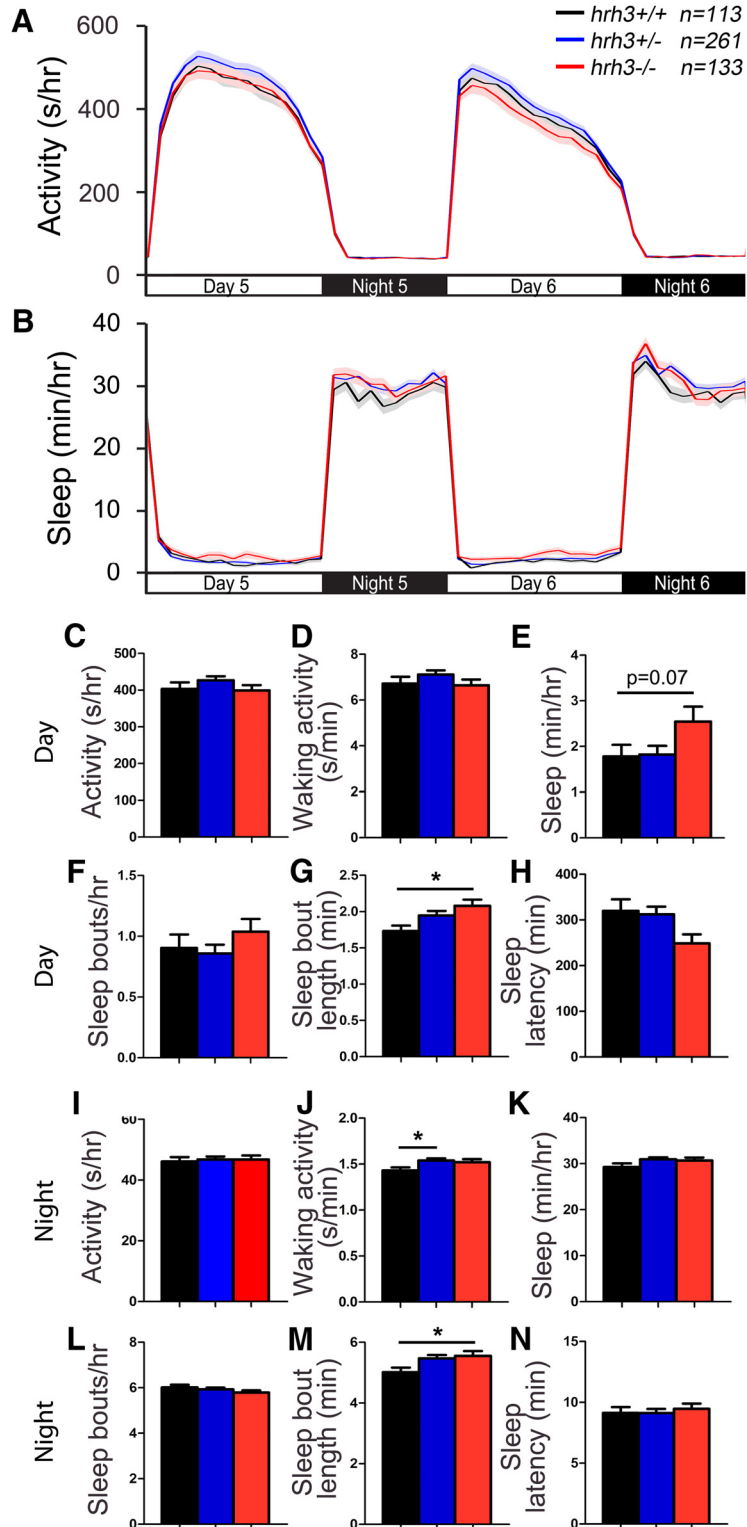 A
hrh3+/+ n=113
hrh3+/- n=261
hrh3-/- n=133
Activity (s/hr)
600
400
200
0
Day 5 Night 5 Day 6 Night 6
B
Sleep (min/hr)
40
30
20
10
0
Day 5 Night 5 Day 6 Night 6
Day
C
Activity (s/hr)
500
400
300
200
100
0
D
Waking activity
(s/min)
8
6
4
2
0
E
Sleep (min/hr)
4
3
2
1
0
p=0.07
Day
F
Sleep bouts/hr
1.5
1.0
0.5
0.0
G
Sleep bout
length (min)
2.5
2.0
1.5
1.0
0.5
0.0
*
H
Sleep
latency (min)
400
300
200
100
0
Night
I
Activity (s/hr)
60
40
20
0
J
Waking activity
(s/min)
2.0
1.5
1.0
0.5
0.0
*
K
Sleep (min/hr)
40
30
20
10
0
Night
L
Sleep bouts/hr
8
6
4
2
0
M
Sleep bout
length (min)
6
4
2
0
*
N
Sleep
latency (min)
15
10
5
0